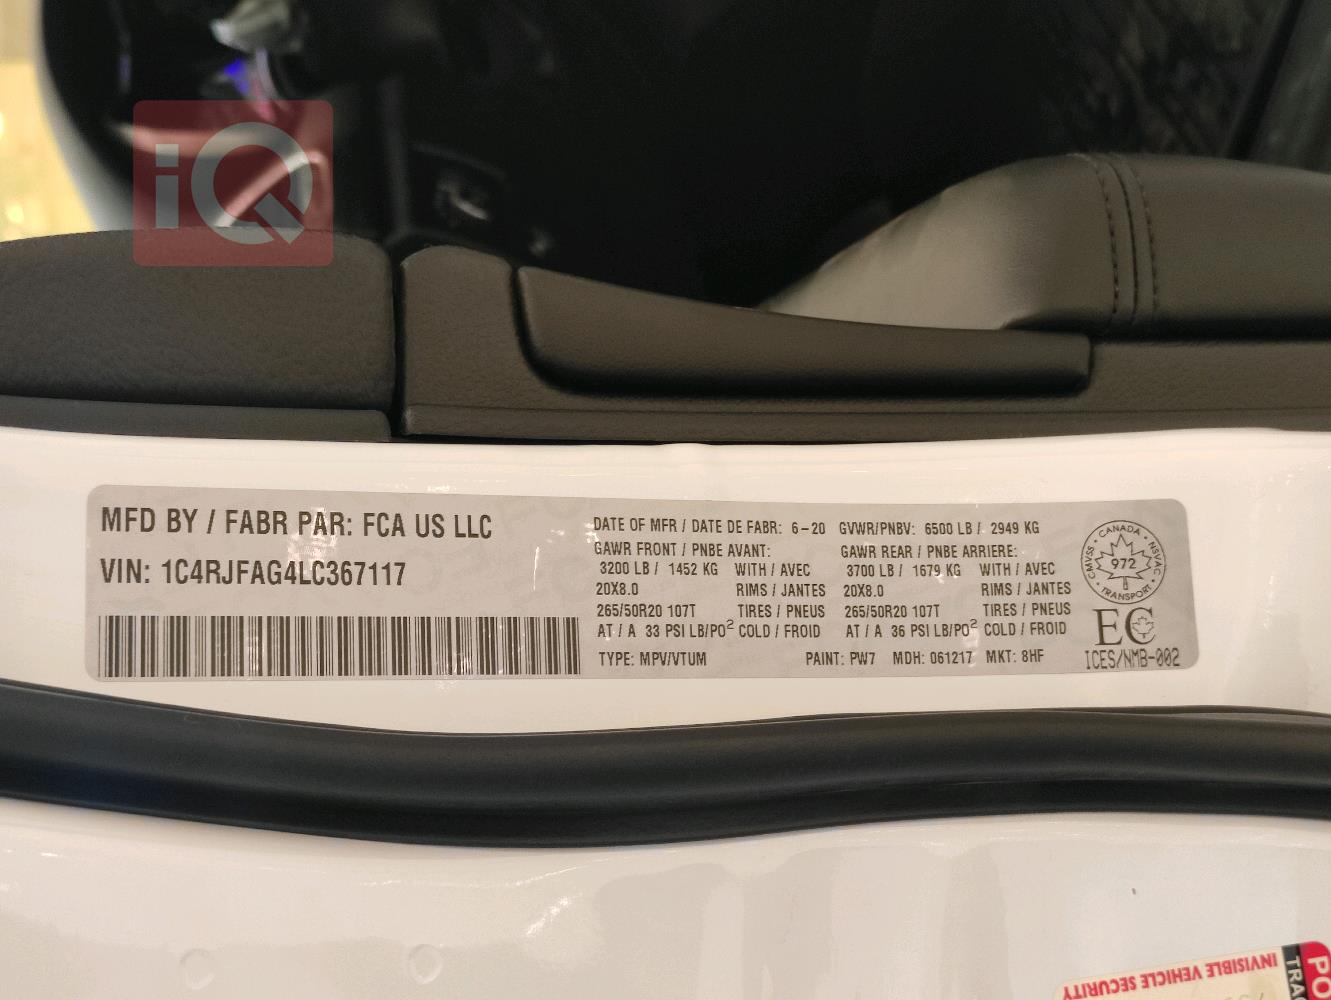 iQ
MFD BY / FABR PAR: FCA US LLC
VIN: 1C4RJFAG4LC367117
DATE OF MFR / DATE DE FABR: 6-20 GVWR/PNBV: 6500 LB / 2949 KG
GAWR FRONT / PNBE AVANT: GAWR REAR / PNBE ARRIERE:
3200 LB / 1452 KG WITH / AVEC 3700 LB / 1679 KG WITH / AVEC
20X8.0 RIMS / JANTES 20X8.0 RIMS / JANTES
265/50R20 107T TIRES / PNEUS 265/50R20 107T TIRES / PNEUS
AT / A 33 PSI LB/PO² COLD / FROID AT / A 36 PSI LB/PO² COLD / FROID
TYPE: MPV/VTUM PAINT: PW7 MDH: 061217 MKT: 8HF
CANADA
CMVSS · NSVAC
972
TRANSPORT
EC
ICES/NMB-002
INVISIBLE VEHICLE SECURITY
PO
TRA